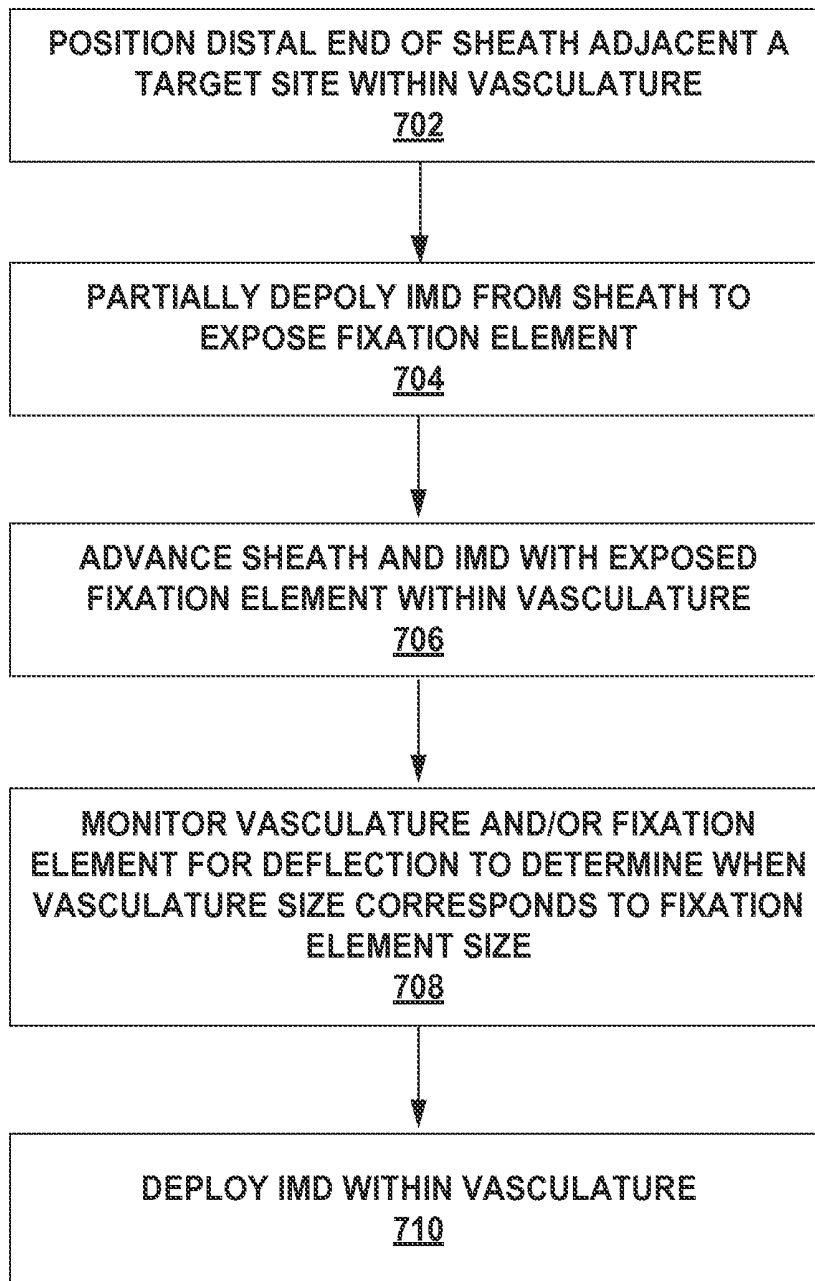 POSITION DISTAL END OF SHEATH ADJACENT A
TARGET SITE WITHIN VASCULATURE
702
PARTIALLY DEPOLY IMD FROM SHEATH TO
EXPOSE FIXATION ELEMENT
704
ADVANCE SHEATH AND IMD WITH EXPOSED
FIXATION ELEMENT WITHIN VASCULATURE
706
MONITOR VASCULATURE AND/OR FIXATION
ELEMENT FOR DEFLECTION TO DETERMINE WHEN
VASCULATURE SIZE CORRESPONDS TO FIXATION
ELEMENT SIZE
708
DEPLOY IMD WITHIN VASCULATURE
710